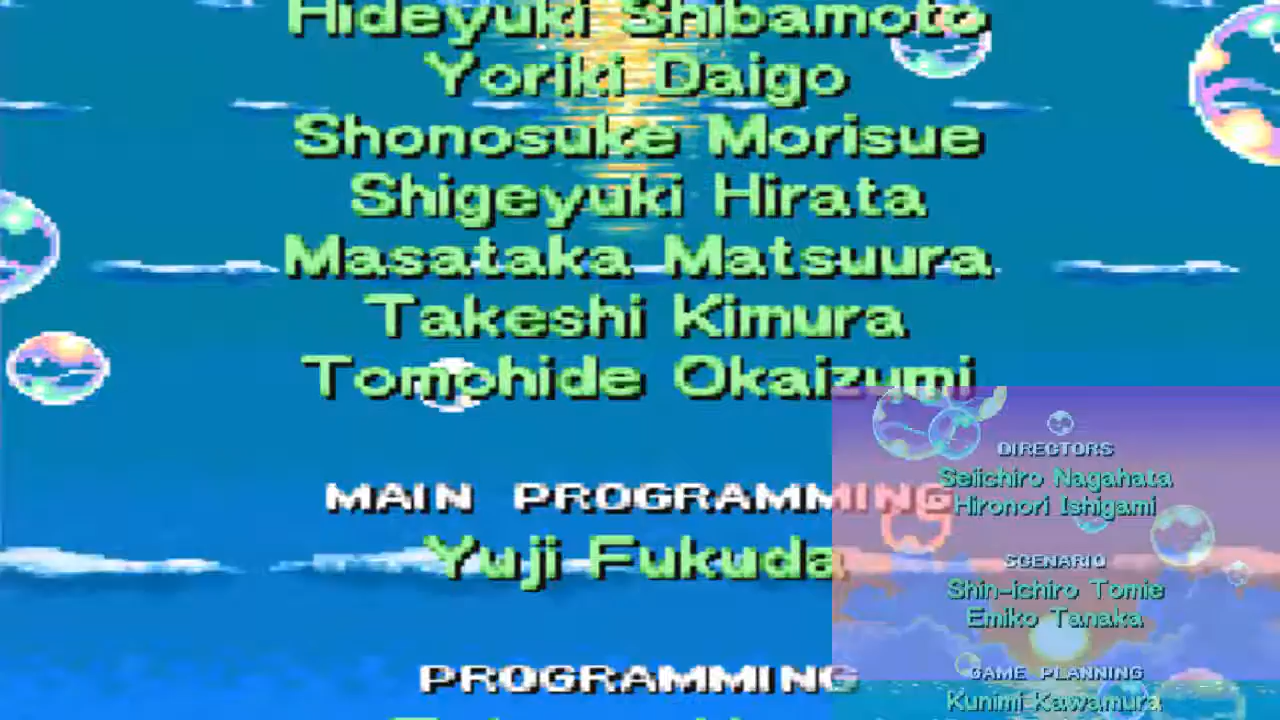 Hideyuki Shibamoto
Yoriki Daigo
Shonosuke Morisue
Shigeyuki Hirata
Masataka Matsuura
Takeshi Kimura
Tomohide Okaizumi
MAIN PROGRAMMING
Yuji Fukuda
PROGRAMMING
DIRECTORS
Seiichiro Nagahata
Hironori Ishigami
SCENARIO
Shin-ichiro Tomie
Emiko Tanaka
GAME PLANNING
Kunimi Kawamura